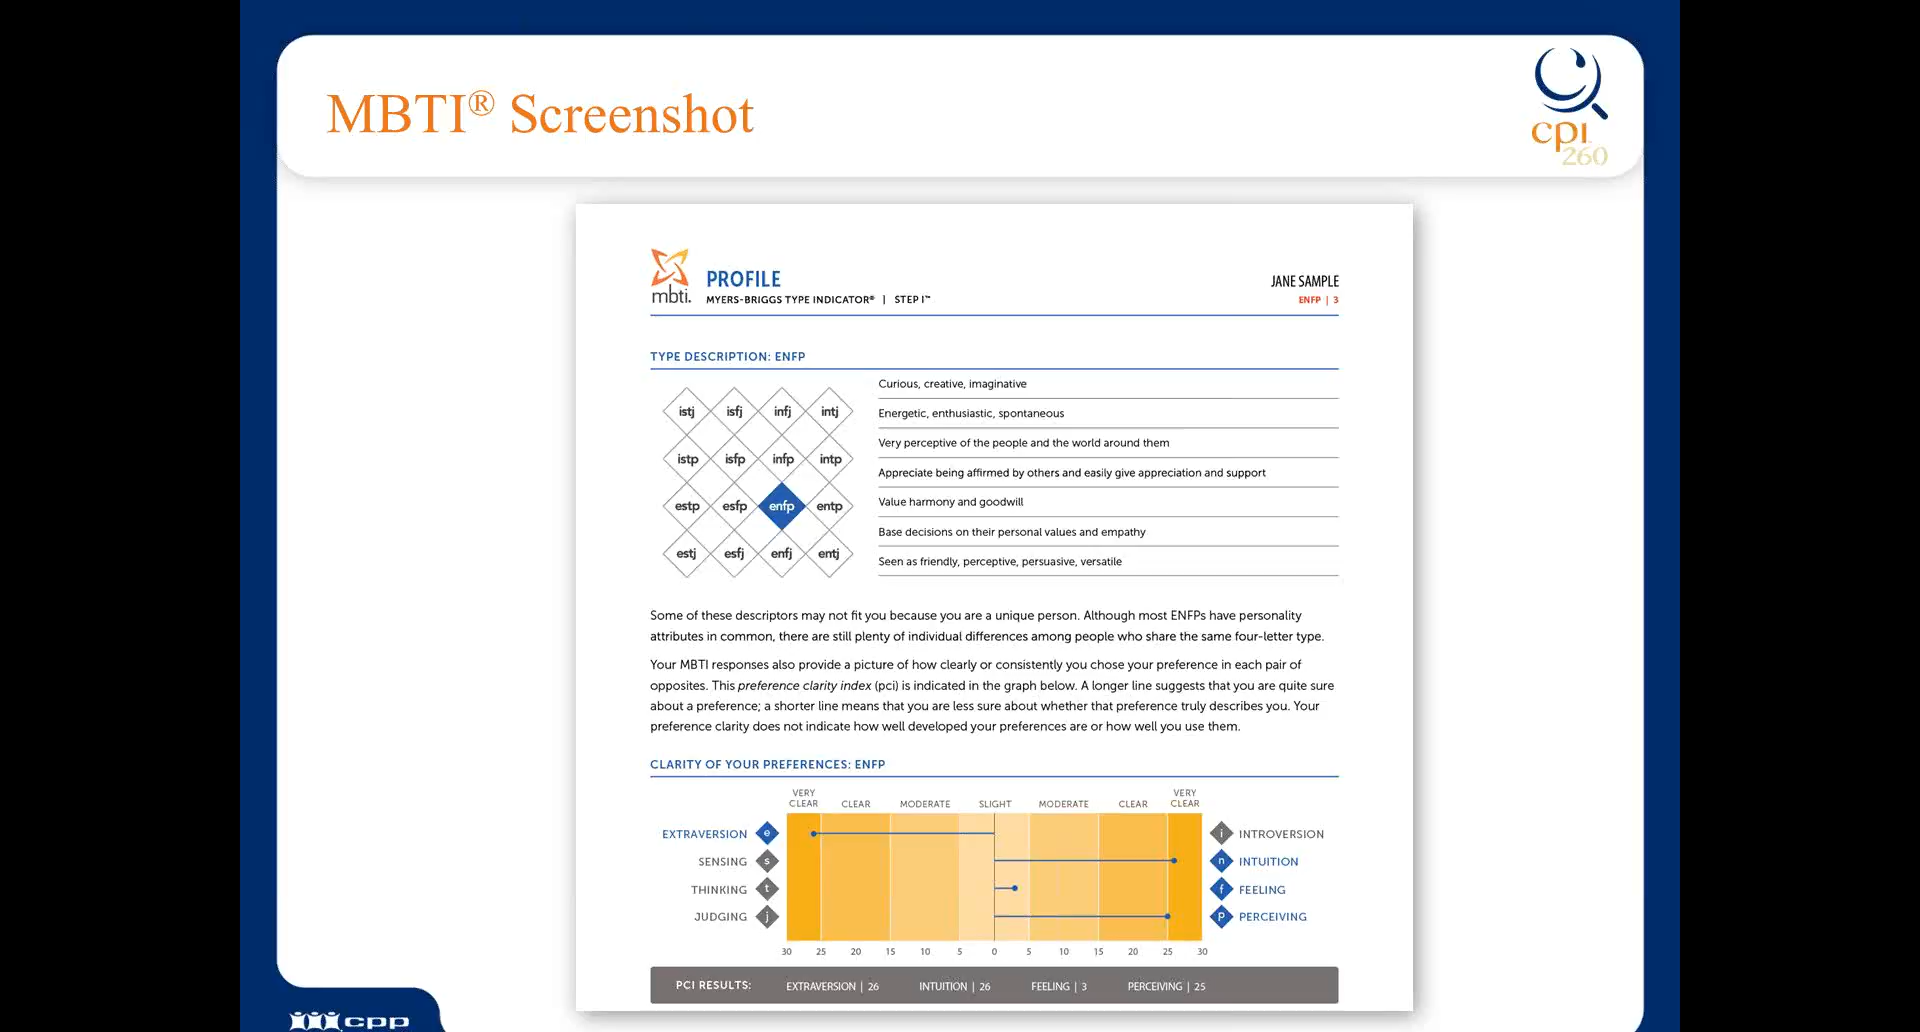 MBTI® Screenshot
cpi
260
mbti.
PROFILE
MYERS-BRIGGS TYPE INDICATOR® | STEP I™
JANE SAMPLE
ENFP | 3
TYPE DESCRIPTION: ENFP
istj isfj infj intj
istp isfp infp intp
estp esfp enfp entp
estj esfj enfj entj
Curious, creative, imaginative
Energetic, enthusiastic, spontaneous
Very perceptive of the people and the world around them
Appreciate being affirmed by others and easily give appreciation and support
Value harmony and goodwill
Base decisions on their personal values and empathy
Seen as friendly, perceptive, persuasive, versatile
Some of these descriptors may not fit you because you are a unique person. Although most ENFPs have personality
attributes in common, there are still plenty of individual differences among people who share the same four-letter type.
Your MBTI responses also provide a picture of how clearly or consistently you chose your preference in each pair of
opposites. This preference clarity index (pci) is indicated in the graph below. A longer line suggests that you are quite sure
about a preference; a shorter line means that you are less sure about whether that preference truly describes you. Your
preference clarity does not indicate how well developed your preferences are or how well you use them.
CLARITY OF YOUR PREFERENCES: ENFP
VERY CLEAR CLEAR MODERATE SLIGHT MODERATE CLEAR VERY CLEAR
EXTRAVERSION e i INTROVERSION
SENSING s n INTUITION
THINKING t f FEELING
JUDGING j p PERCEIVING
30 25 20 15 10 5 0 5 10 15 20 25 30
PCI RESULTS: EXTRAVERSION | 26 INTUITION | 26 FEELING | 3 PERCEIVING | 25
cpp